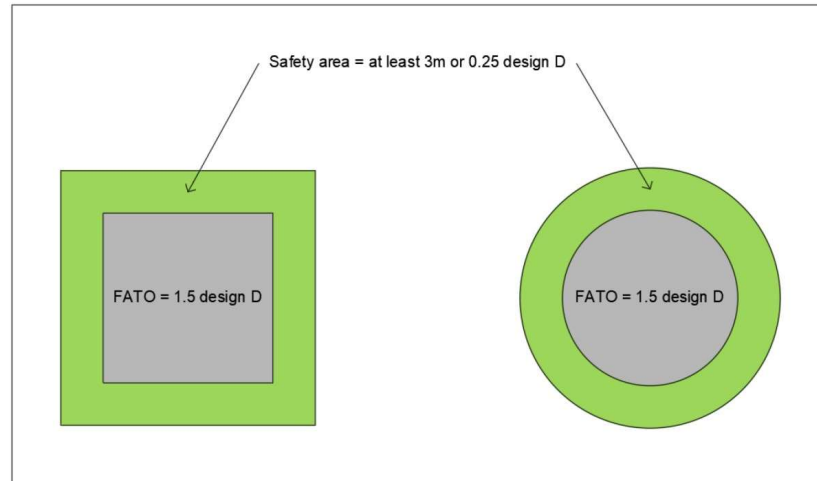 Safety area = at least 3m or 0.25 design D
FATO = 1.5 design D
FATO = 1.5 design D